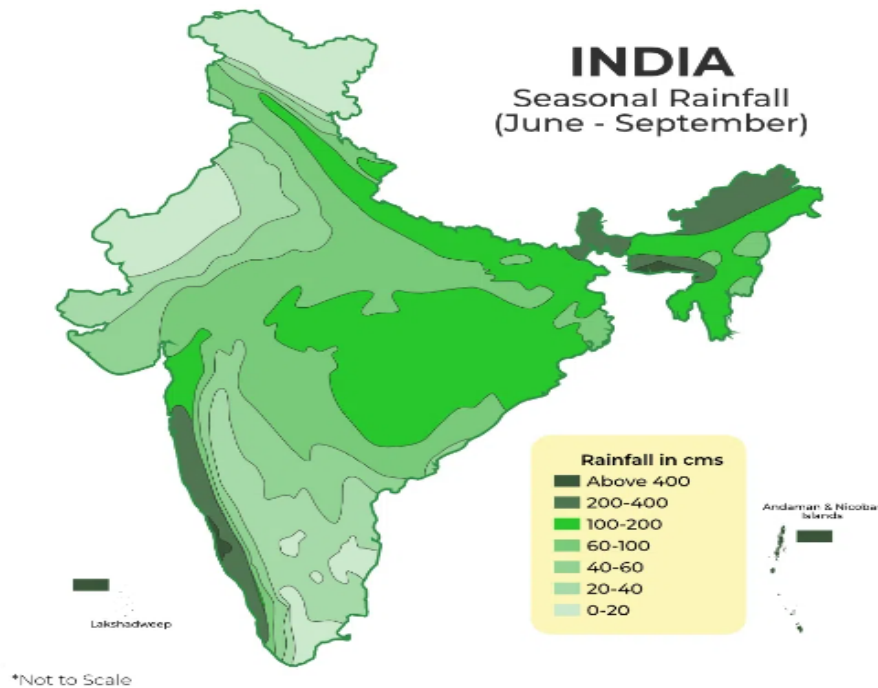 INDIA
Seasonal Rainfall
(June - September)
Rainfall in cms
Above 400
200-400
100-200
60-100
40-60
20-40
0-20
Andaman & Nicoba
Islands
Lakshadweep
*Not to Scale